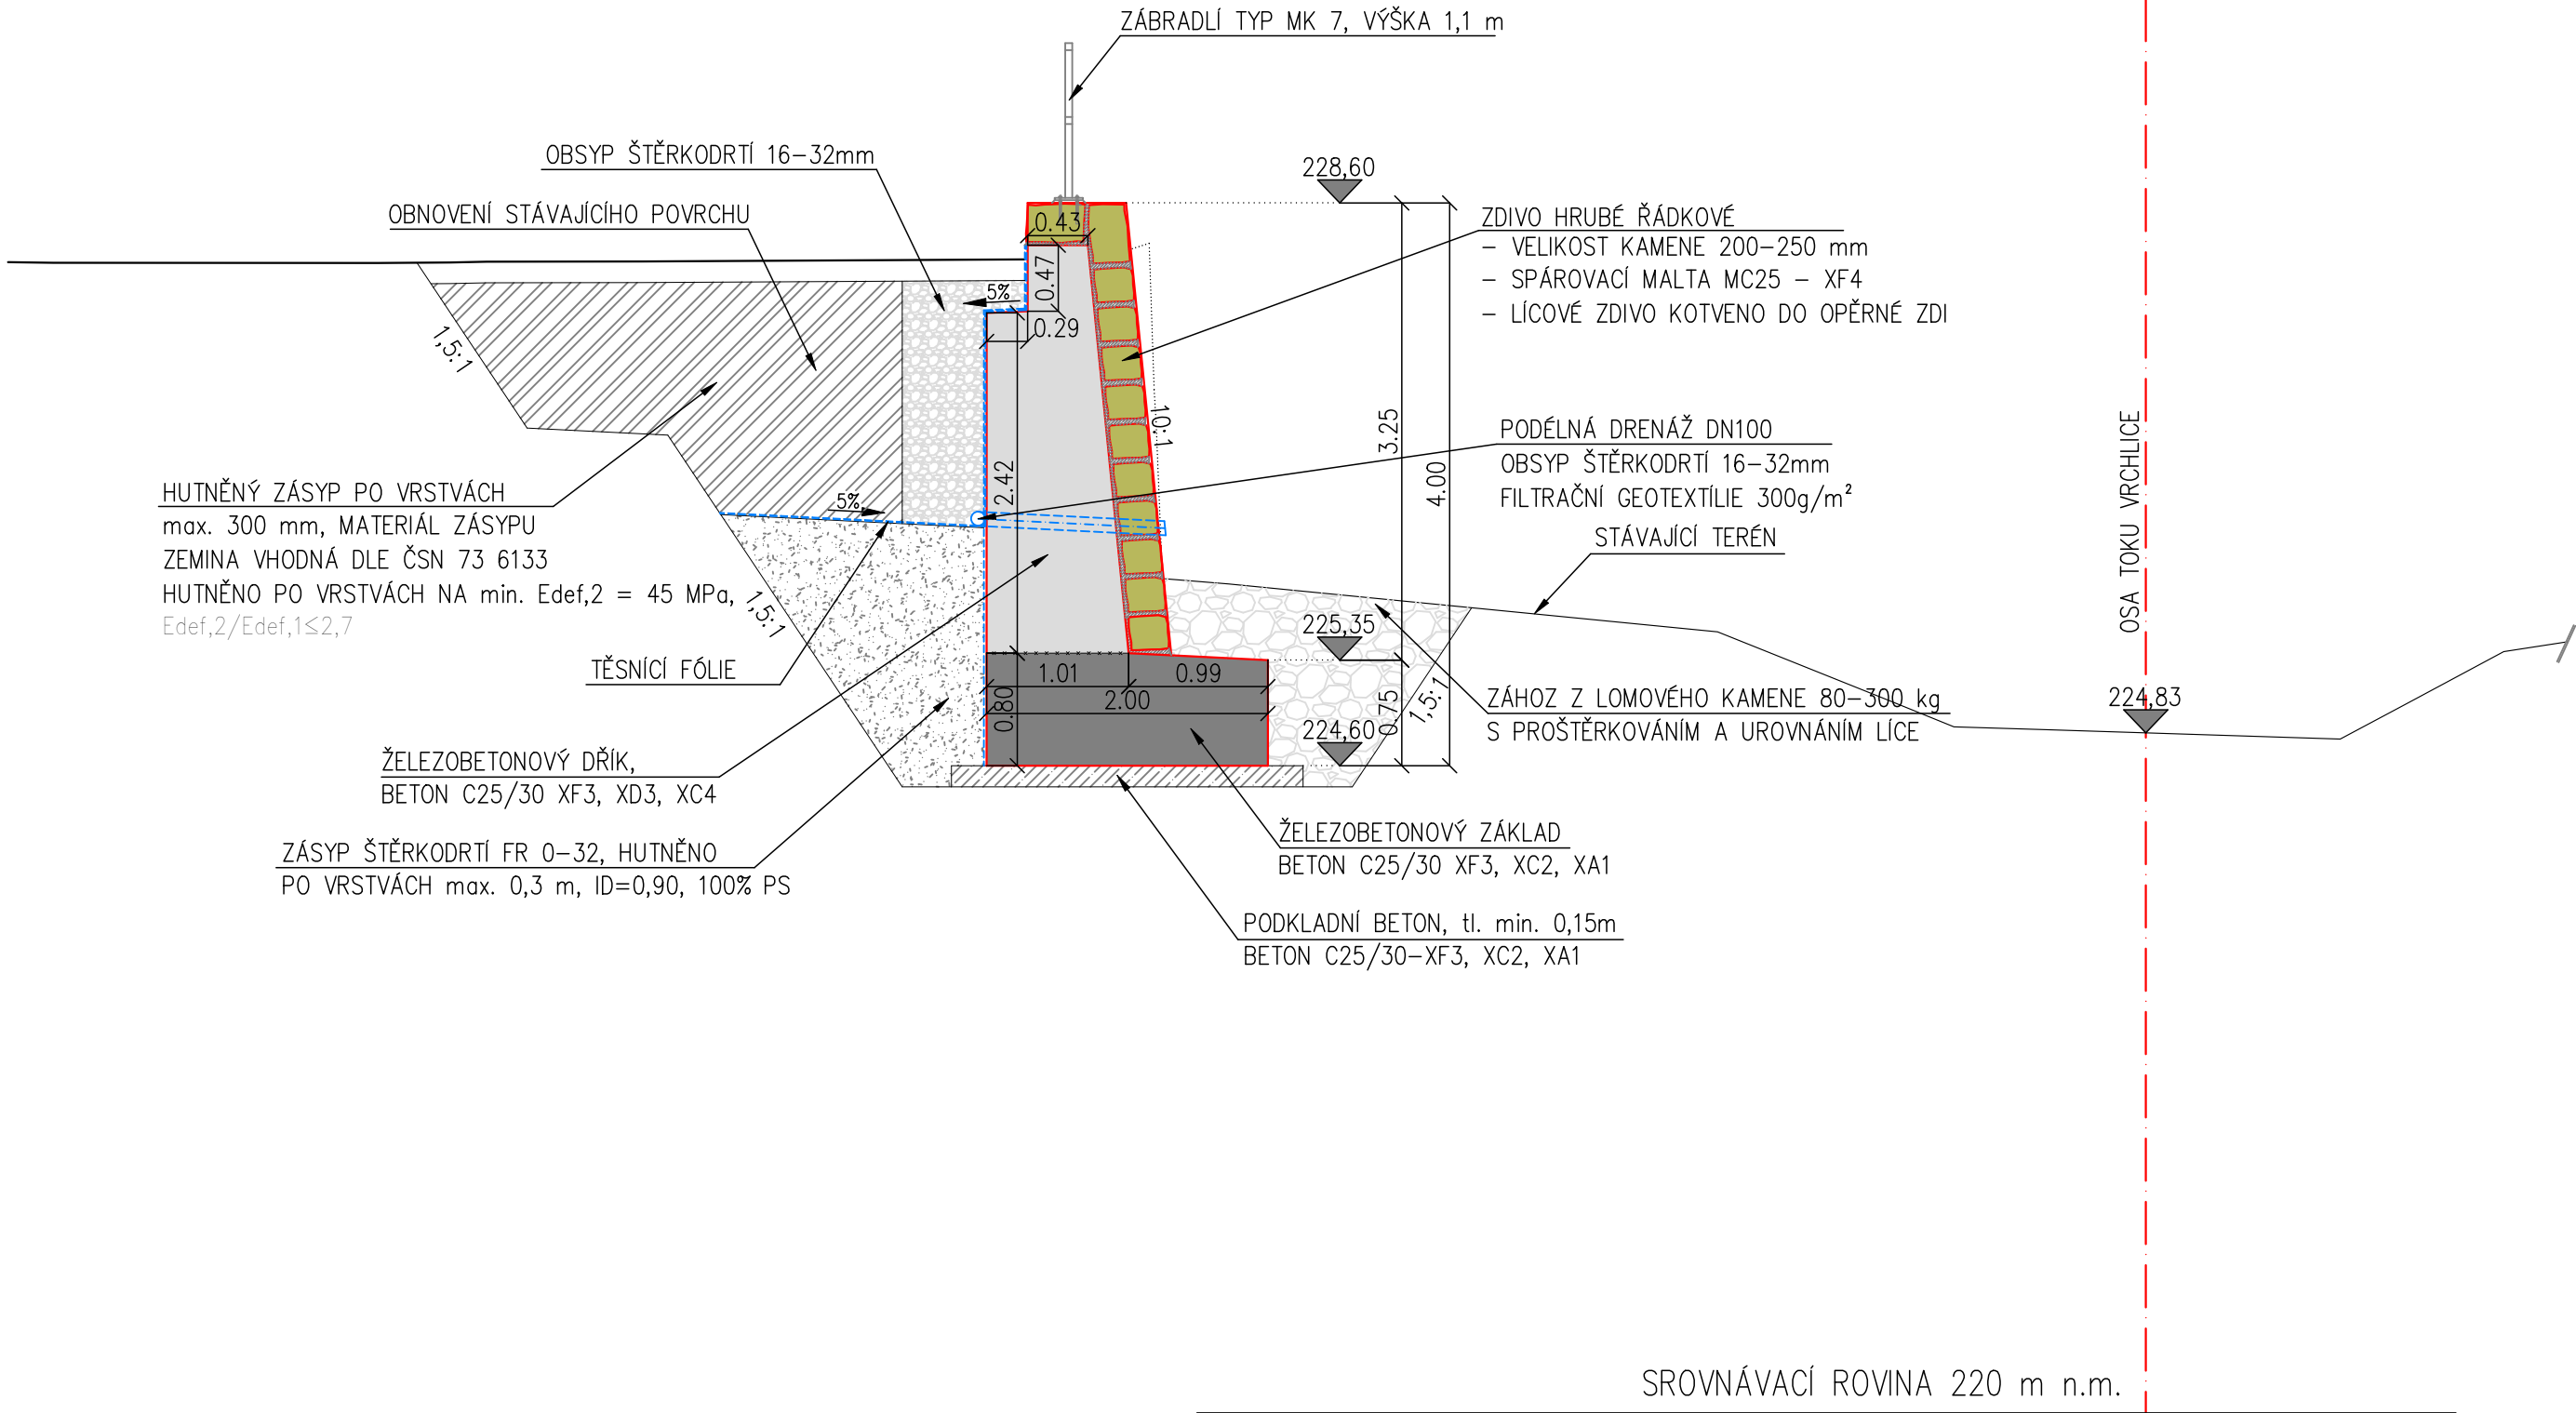 ZÁBRADLÍ TYP MK 7, VÝŠKA 1,1 m
OBSYP ŠTĚRKODRTÍ 16-32mm
OBNOVENÍ STÁVAJÍCÍHO POVRCHU
228,60
ZDIVO HRUBÉ ŘÁDKOVÉ
- VELIKOST KAMENE 200-250 mm
- SPÁROVACÍ MALTA MC25 - XF4
- LÍCOVÉ ZDIVO KOTVENO DO OPĚRNÉ ZDI
0.43
0.47
5%
0.29
1,5:1
10:1
3.25
4.00
2.42
PODÉLNÁ DRENÁŽ DN100
OBSYP ŠTĚRKODRTÍ 16-32mm
FILTRAČNÍ GEOTEXTÍLIE 300g/m²
STÁVAJÍCÍ TERÉN
OSA TOKU VRCHLICE
HUTNĚNÝ ZÁSYP PO VRSTVÁCH
max. 300 mm, MATERIÁL ZÁSYPU
ZEMINA VHODNÁ DLE ČSN 73 6133
HUTNĚNO PO VRSTVÁCH NA min. Edef,2 = 45 MPa,
Edef,2/Edef,1≤2,7
5%
1,5:1
TĚSNÍCÍ FÓLIE
225,35
1.01
0.99
2.00
0.80
0.75
1,5:1
224,60
ZÁHOZ Z LOMOVÉHO KAMENE 80-300 kg
S PROŠTĚRKOVÁNÍM A UROVNÁNÍM LÍCE
224,83
ŽELEZOBETONOVÝ DŘÍK,
BETON C25/30 XF3, XD3, XC4
ZÁSYP ŠTĚRKODRTÍ FR 0-32, HUTNĚNO
PO VRSTVÁCH max. 0,3 m, ID=0,90, 100% PS
ŽELEZOBETONOVÝ ZÁKLAD
BETON C25/30 XF3, XC2, XA1
PODKLADNÍ BETON, tl. min. 0,15m
BETON C25/30-XF3, XC2, XA1
SROVNÁVACÍ ROVINA 220 m n.m.